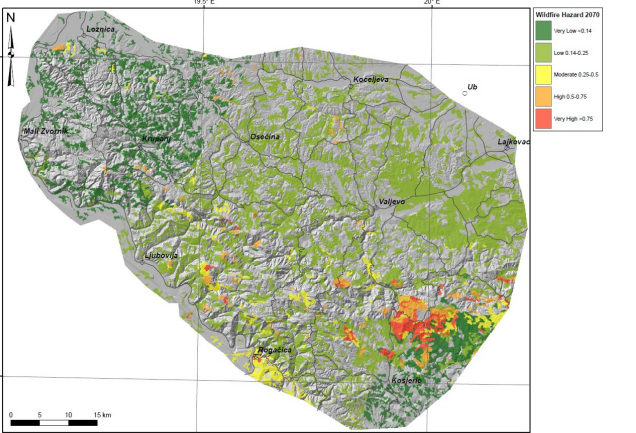 19.5°E
20°E
N
Wildfire Hazard 2070
Very Low <0.14
Low 0.14-0.25
Moderate 0.25-0.5
High 0.5-0.75
Very High >0.75
Loznica
Koceljeva
Ub
Mali Zvornik
Krupanj
Osečina
Lajkovac
Valjevo
Ljubovija
Rogačica
Kosjerić
0 5 10 15 km